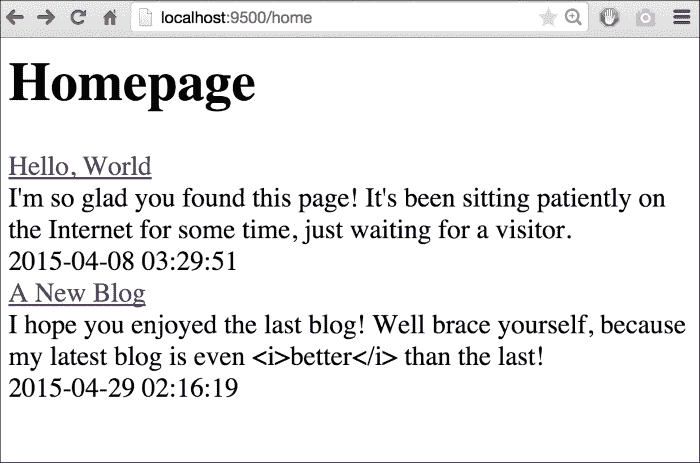 localhost:9500/home
Homepage
Hello, World
I'm so glad you found this page! It's been sitting patiently on
the Internet for some time, just waiting for a visitor.
2015-04-08 03:29:51
A New Blog
I hope you enjoyed the last blog! Well brace yourself, because
my latest blog is even <i>better</i> than the last!
2015-04-29 02:16:19